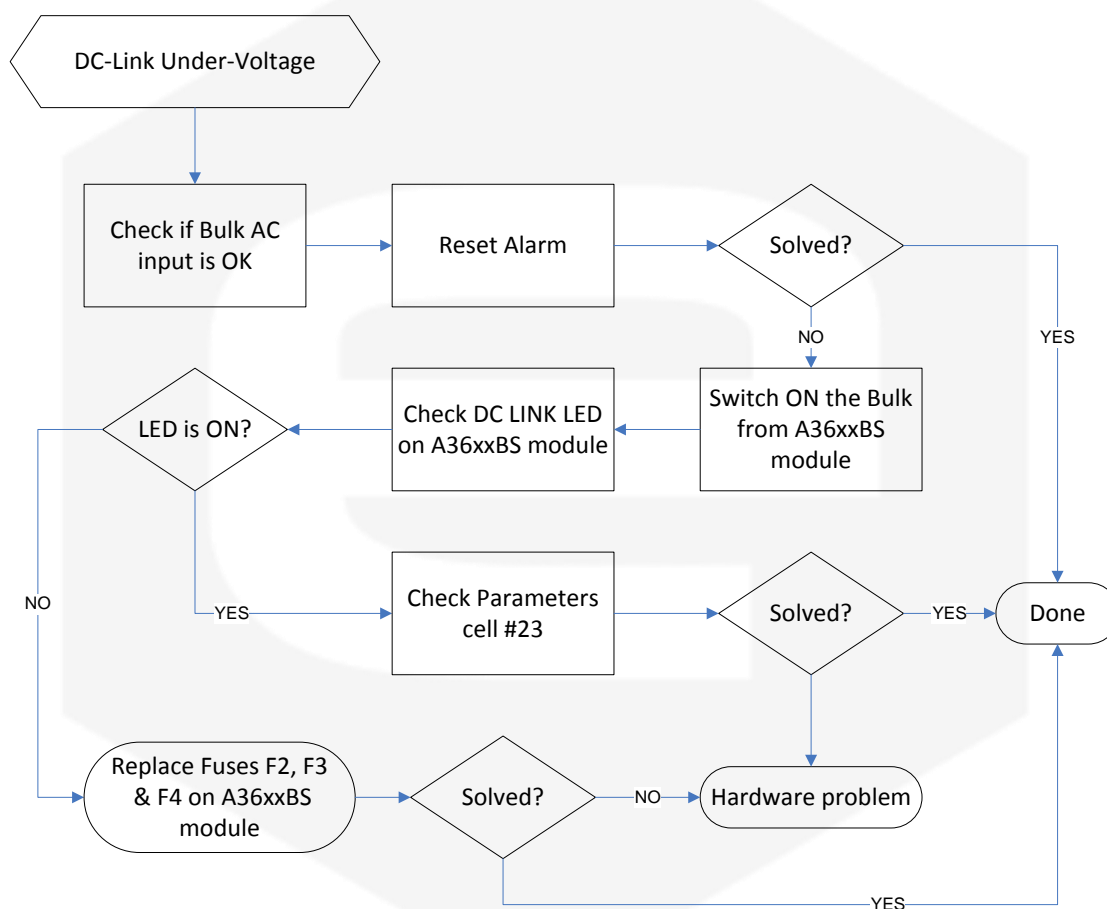 DC-Link Under-Voltage
Check if Bulk AC
input is OK
Reset Alarm
Solved?
YES
NO
Switch ON the Bulk
from A36xxBS
module
Check DC LINK LED
on A36xxBS module
LED is ON?
NO
YES
Check Parameters
cell #23
Solved?
YES
Done
Replace Fuses F2, F3
& F4 on A36xxBS
module
Solved?
NO
Hardware problem
YES